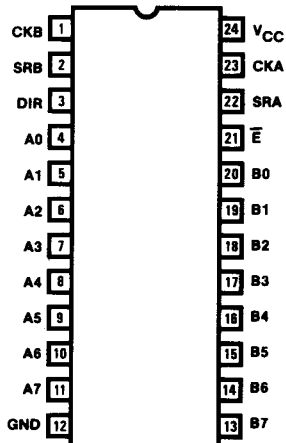 CKB 1 24 VCC
SRB 2 23 CKA
DIR 3 22 SRA
A0 4 21 E̅
A1 5 20 B0
A2 6 19 B1
A3 7 18 B2
A4 8 17 B3
A5 9 16 B4
A6 10 15 B5
A7 11 14 B6
GND 12 13 B7